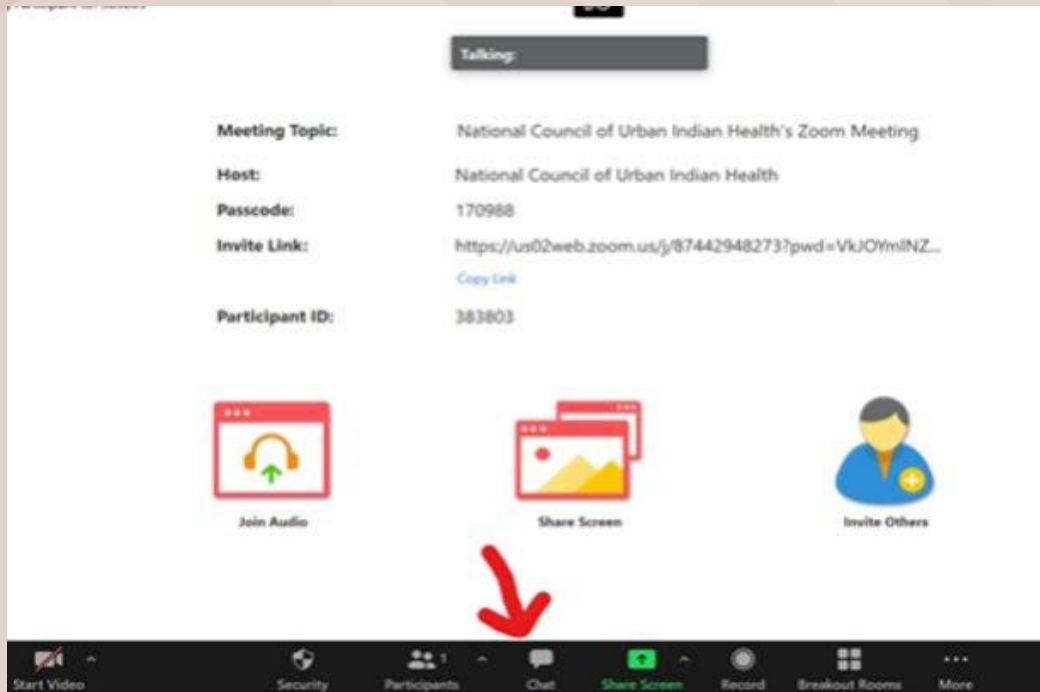 Talking:
Meeting Topic: National Council of Urban Indian Health's Zoom Meeting
Host: National Council of Urban Indian Health
Passcode: 170988
Invite Link: https://us02web.zoom.us/j/87442948273?pwd=VkJOYmlNZ...
Copy Link
Participant ID: 383803
Join Audio Share Screen Invite Others
1
Start Video Security Participants Chat Share Screen Record Breakout Rooms More